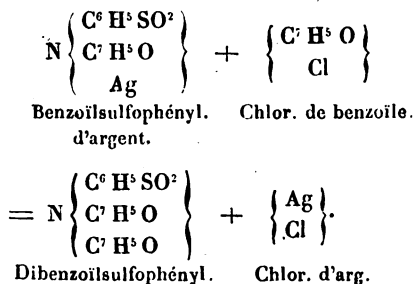 N { C⁶ H⁵ SO² C⁷ H⁵ O Ag } + { C⁷ H⁵ O Cl }
Benzoïlsulfophényl. d'argent. Chlor. de benzoïle.
= N { C⁶ H⁵ SO² C⁷ H⁵ O C⁷ H⁵ O } + { Ag Cl }.
Dibenzoïlsulfophényl. Chlor. d'arg.